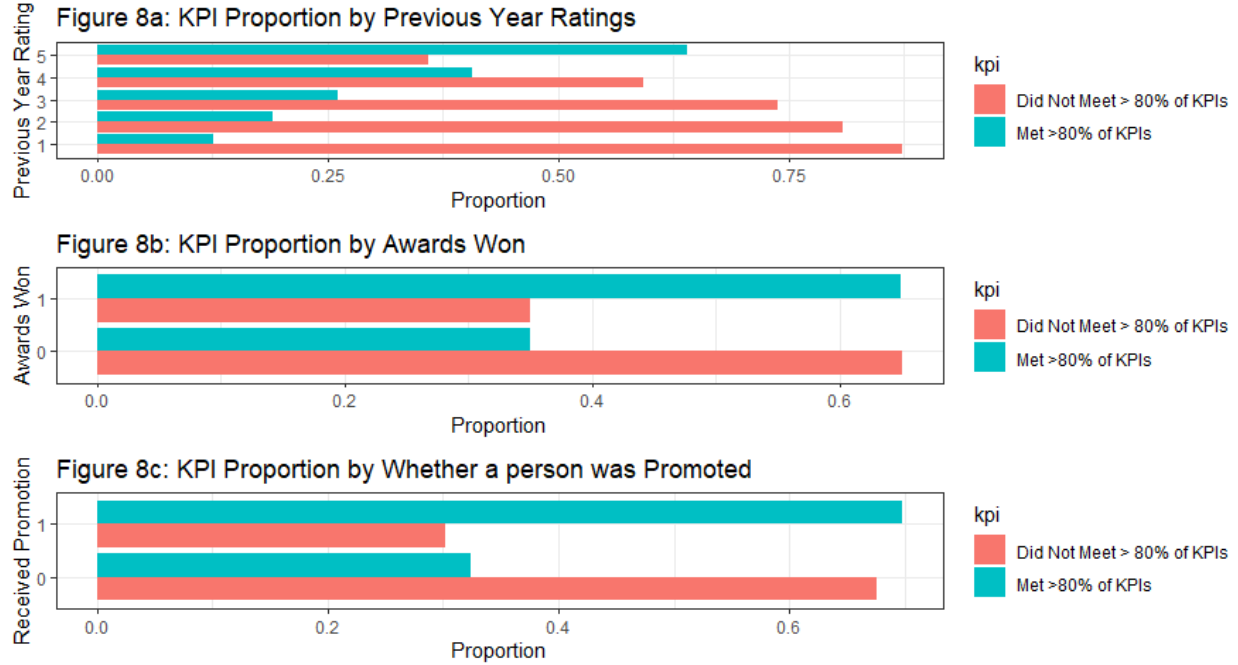 Figure 8a: KPI Proportion by Previous Year Ratings
Previous Year Rating
5
4
3
2
1
0.00 0.25 0.50 0.75
Proportion
kpi
Did Not Meet > 80% of KPIs
Met >80% of KPIs
Figure 8b: KPI Proportion by Awards Won
Awards Won
1
0
0.0 0.2 0.4 0.6
Proportion
kpi
Did Not Meet > 80% of KPIs
Met >80% of KPIs
Figure 8c: KPI Proportion by Whether a person was Promoted
Received Promotion
1
0
0.0 0.2 0.4 0.6
Proportion
kpi
Did Not Meet > 80% of KPIs
Met >80% of KPIs